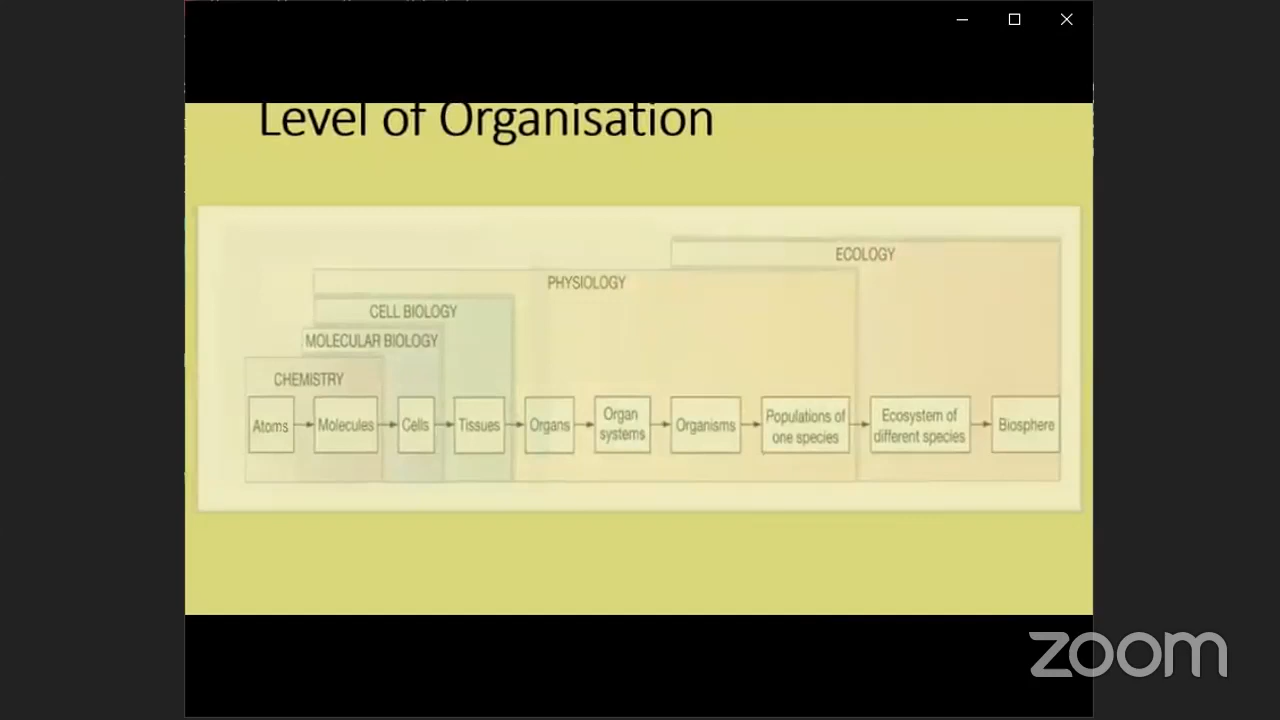 Level of Organisation
ECOLOGY
PHYSIOLOGY
CELL BIOLOGY
MOLECULAR BIOLOGY
CHEMISTRY
Atoms
Molecules
Cells
Tissues
Organs
Organ
systems
Organisms
Populations of
one species
Ecosystem of
different species
Biosphere
zoom